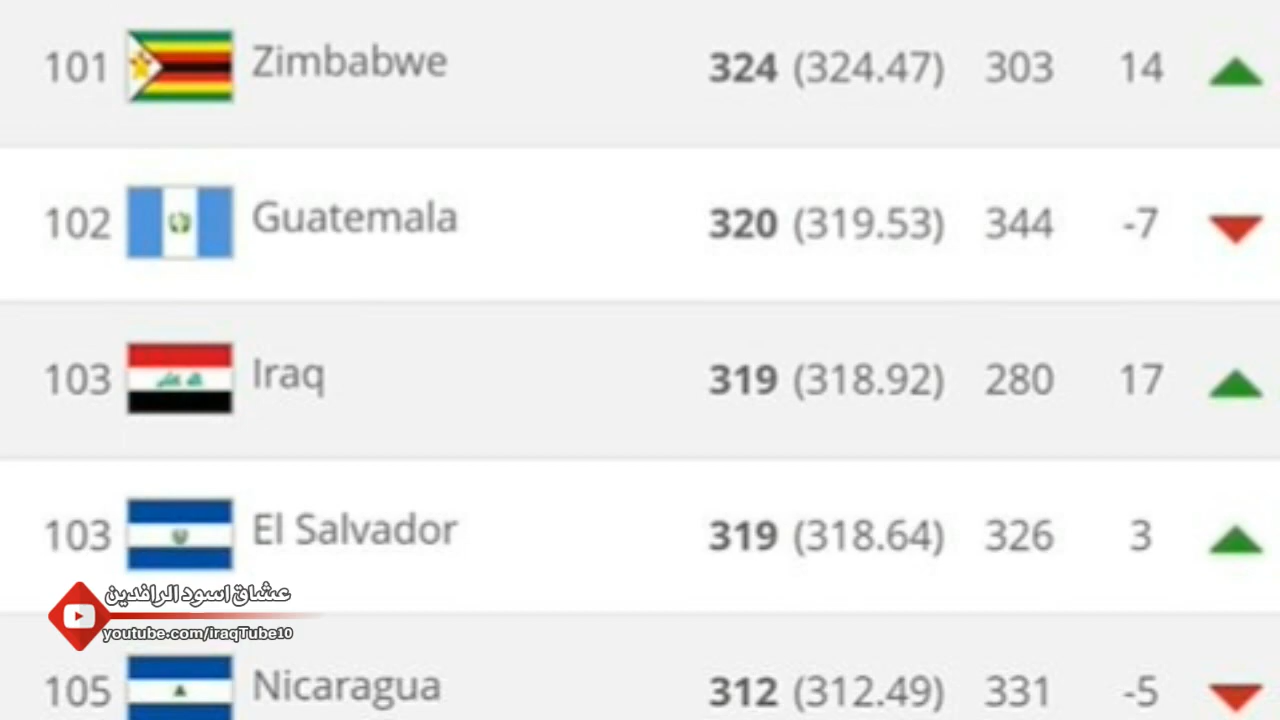 101 Zimbabwe 324 (324.47) 303 14
102 Guatemala 320 (319.53) 344 -7
103 Iraq 319 (318.92) 280 17
103 El Salvador 319 (318.64) 326 3
عشاق اسود الرافدين
youtube.com/iraqTube10
105 Nicaragua 312 (312.49) 331 -5